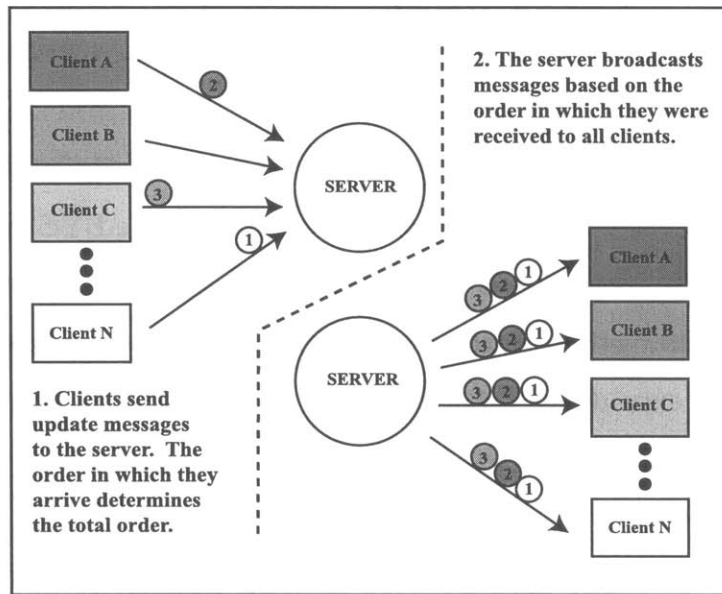 Client A
2
Client B
Client C
3
SERVER
1
Client N
1. Clients send
update messages
to the server. The
order in which they
arrive determines
the total order.
2. The server broadcasts
messages based on the
order in which they were
received to all clients.
SERVER
3 2 1
Client A
3 2 1
Client B
3 2 1
Client C
3 2 1
Client N